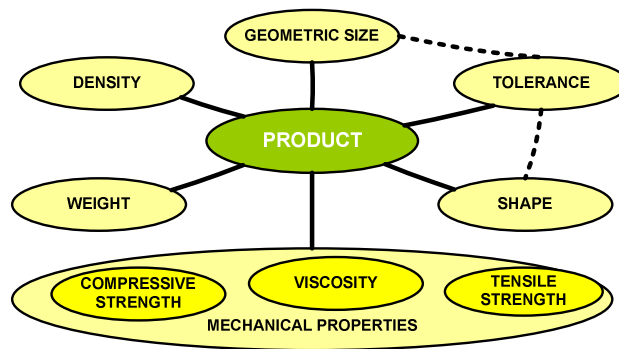 GEOMETRIC SIZE
DENSITY
TOLERANCE
PRODUCT
WEIGHT
SHAPE
COMPRESSIVE
STRENGTH
VISCOSITY
TENSILE
STRENGTH
MECHANICAL PROPERTIES